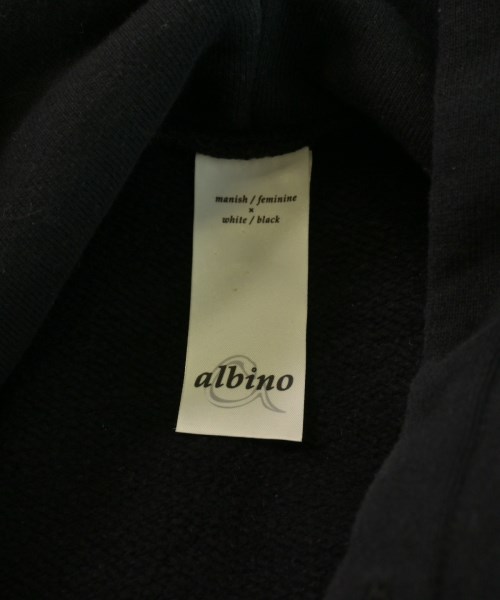 manish / feminine
×
white / black
albino
a